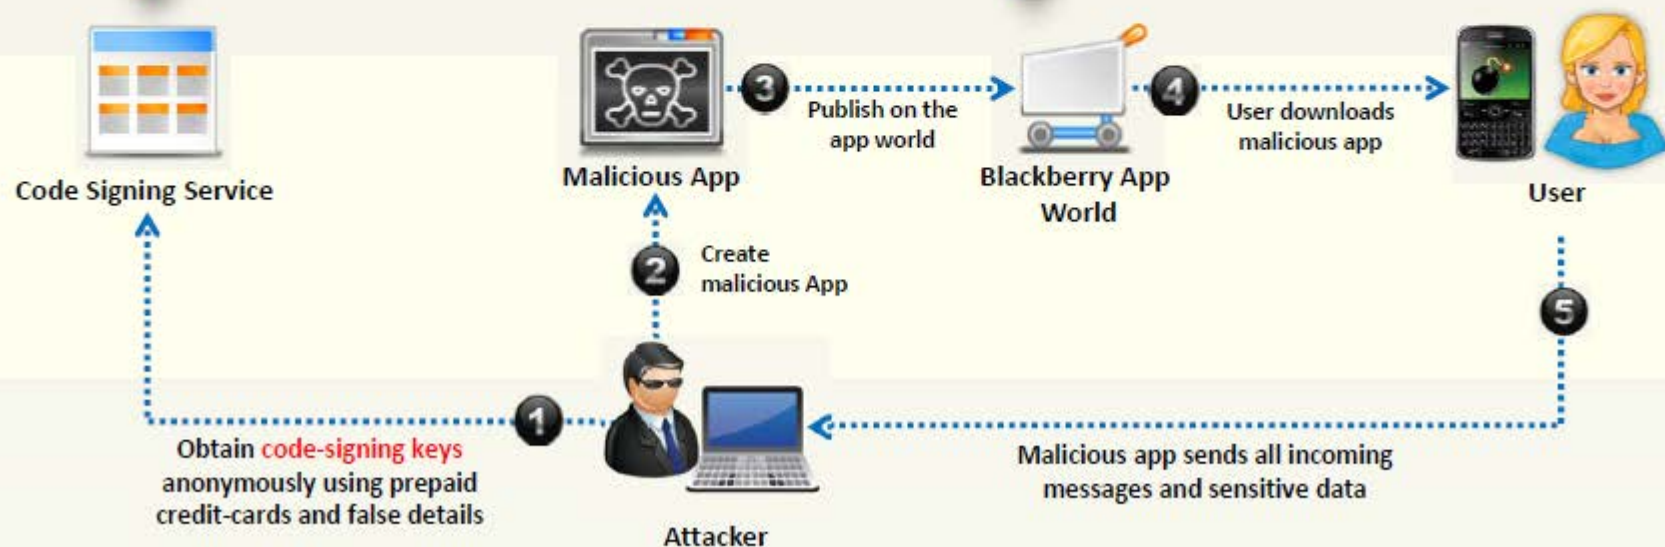 Code Signing Service
Malicious App
3
Publish on the
app world
Blackberry App
World
4
User downloads
malicious app
User
2
Create
malicious App
5
1
Obtain code-signing keys
anonymously using prepaid
credit-cards and false details
Attacker
Malicious app sends all incoming
messages and sensitive data